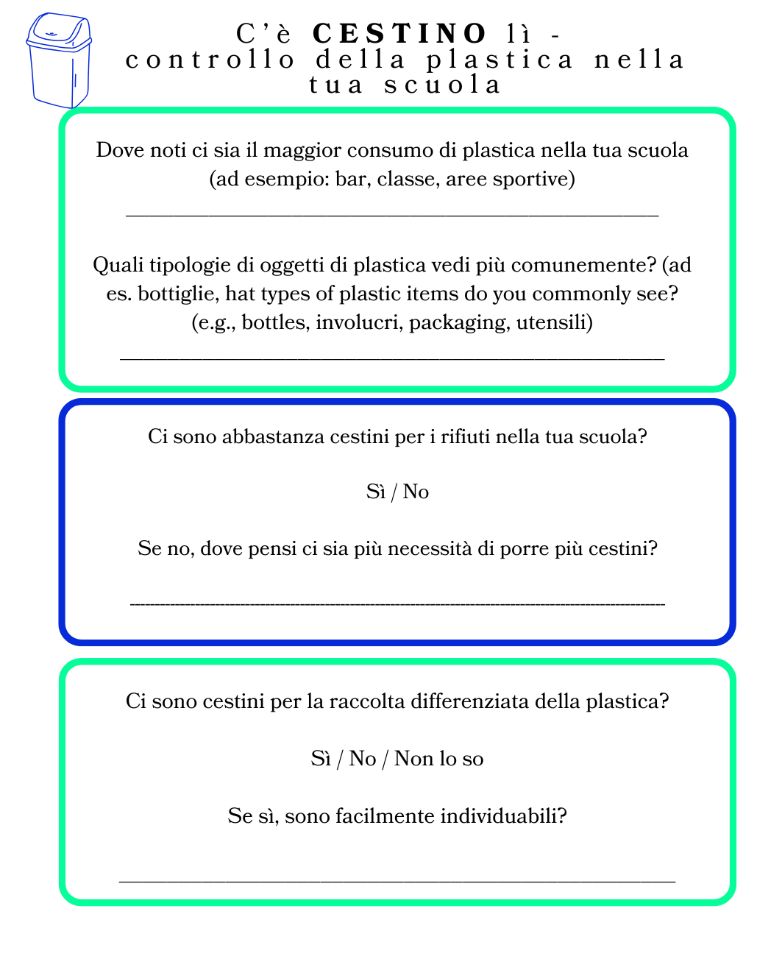 C'è CESTINO lì -
controllo della plastica nella
tua scuola
Dove noti ci sia il maggior consumo di plastica nella tua scuola
(ad esempio: bar, classe, aree sportive)
Quali tipologie di oggetti di plastica vedi più comunemente? (ad
es. bottiglie, hat types of plastic items do you commonly see?
(e.g., bottles, involucri, packaging, utensili)
Ci sono abbastanza cestini per i rifiuti nella tua scuola?
Sì / No
Se no, dove pensi ci sia più necessità di porre più cestini?
Ci sono cestini per la raccolta differenziata della plastica?
Sì / No / Non lo so
Se sì, sono facilmente individuabili?